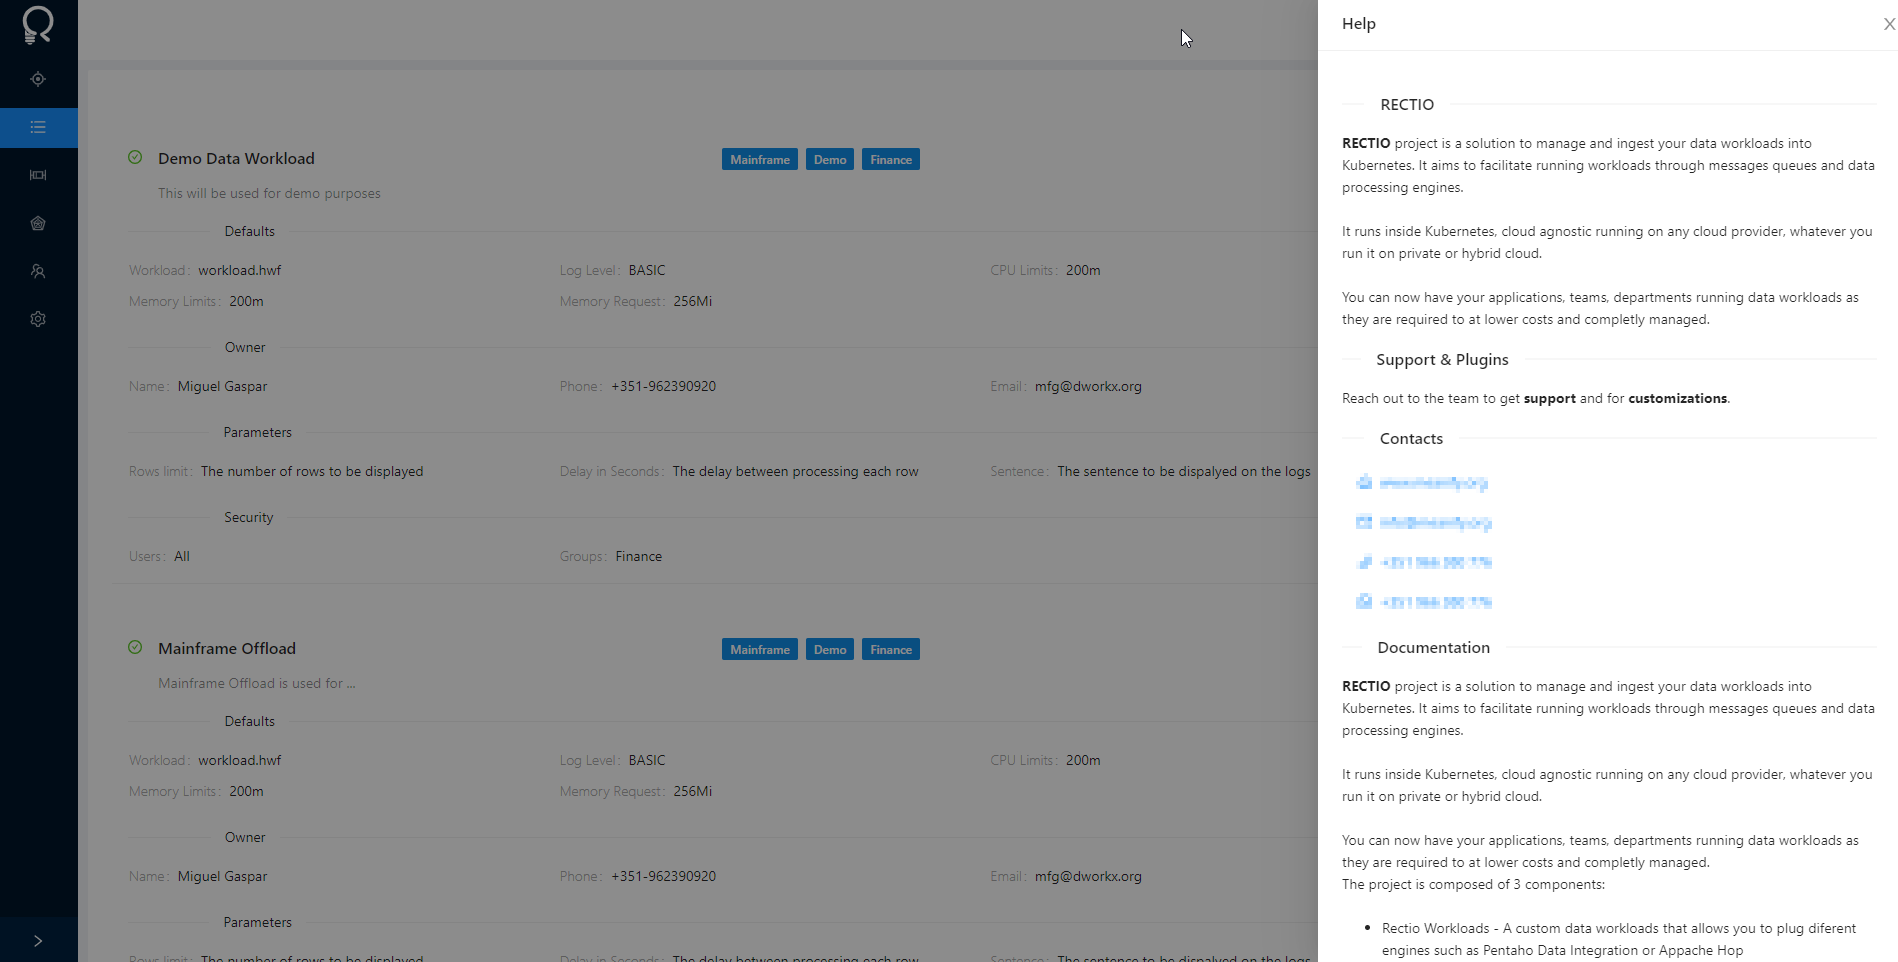 Help
Demo Data Workload
Mainframe Demo Finance
This will be used for demo purposes
Defaults
Workload: workload.hwf Log Level: BASIC CPU Limits: 200m
Memory Limits: 200m Memory Request: 256Mi
Owner
Name: Miguel Gaspar Phone: +351-962390920 Email: mfg@dworkx.org
Parameters
Rows limit: The number of rows to be displayed Delay in Seconds: The delay between processing each row Sentence: The sentence to be dispalyed on the logs
Security
Users: All Groups: Finance
Mainframe Offload
Mainframe Demo Finance
Mainframe Offload is used for ...
Defaults
Workload: workload.hwf Log Level: BASIC CPU Limits: 200m
Memory Limits: 200m Memory Request: 256Mi
Owner
Name: Miguel Gaspar Phone: +351-962390920 Email: mfg@dworkx.org
Parameters
Rows limit: The number of rows to be displayed Delay in Seconds: The delay between processing each row Sentence: The sentence to be dispalyed on the logs
RECTIO
RECTIO project is a solution to manage and ingest your data workloads into
Kubernetes. It aims to facilitate running workloads through messages queues and data
processing engines.
It runs inside Kubernetes, cloud agnostic running on any cloud provider, whatever you
run it on private or hybrid cloud.
You can now have your applications, teams, departments running data workloads as
they are required to at lower costs and completly managed.
Support & Plugins
Reach out to the team to get support and for customizations.
Contacts
Documentation
RECTIO project is a solution to manage and ingest your data workloads into
Kubernetes. It aims to facilitate running workloads through messages queues and data
processing engines.
It runs inside Kubernetes, cloud agnostic running on any cloud provider, whatever you
run it on private or hybrid cloud.
You can now have your applications, teams, departments running data workloads as
they are required to at lower costs and completly managed.
The project is composed of 3 components:
• Rectio Workloads - A custom data workloads that allows you to plug diferent
engines such as Pentaho Data Integration or Appache Hop